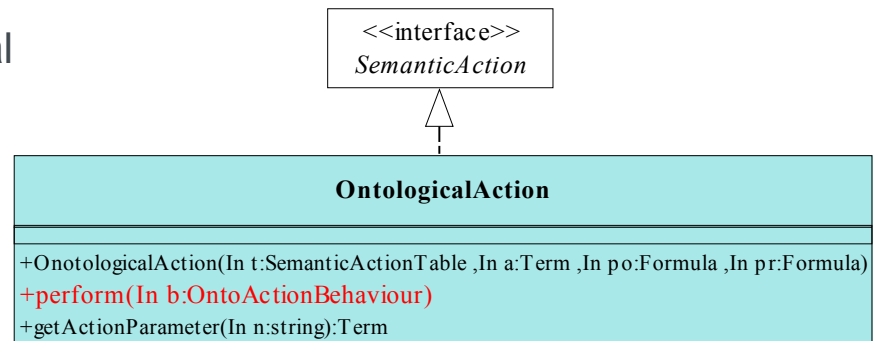 al
<<interface>>
SemanticAction
OntologicalAction
+OnotologicalAction(In t:SemanticActionTable ,In a:Term ,In po:Formula ,In pr:Formula)
+perform(In b:OntoActionBehaviour)
+getActionParameter(In n:string):Term